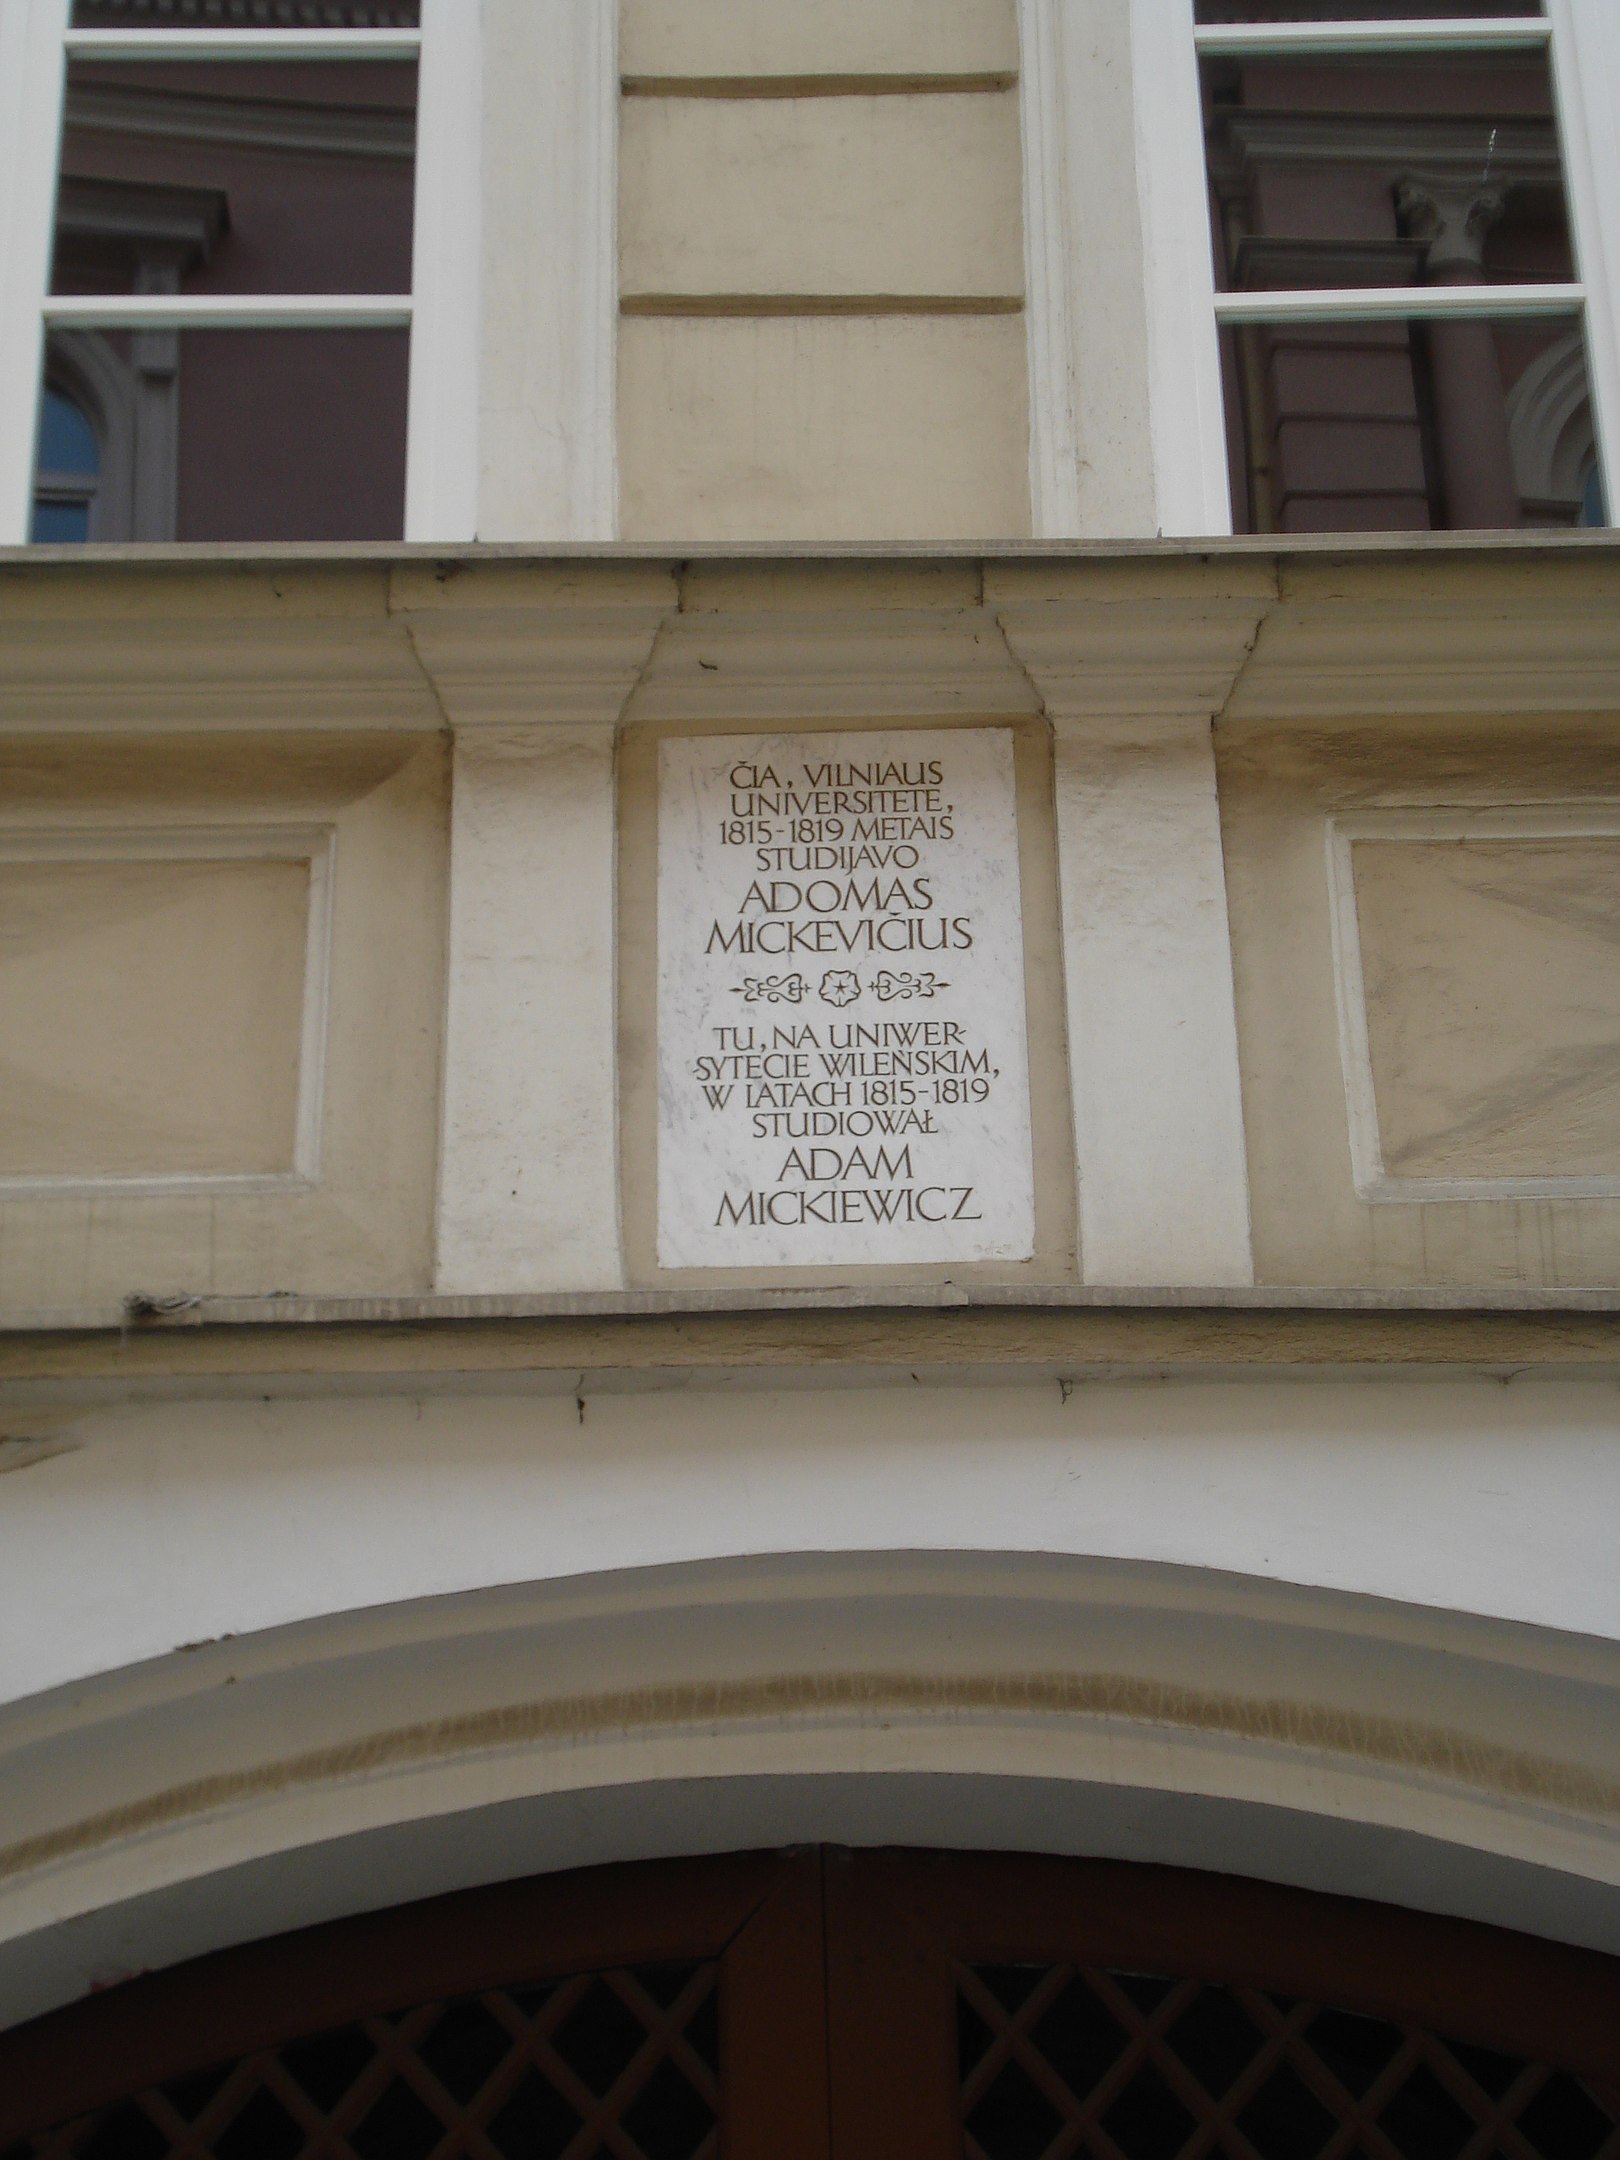 ČIA, VILNIAUS
UNIVERSITETE,
1815-1819 METAIS
STUDIJAVO
ADOMAS
MICKEVIČIUS
TU, NA UNIWER-
SYTECIE WILEŃSKIM,
W LATACH 1815-1819
STUDIOWAŁ
ADAM
MICKIEWICZ